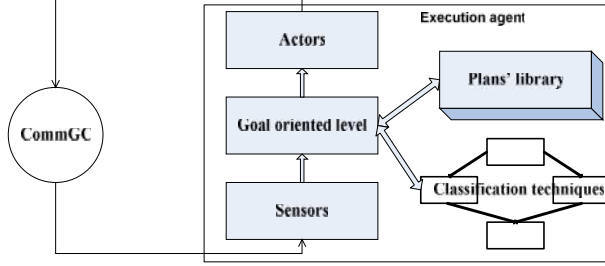 Execution agent
Actors
Plans' library
Goal oriented level
CommGC
Classification techniques
Sensors